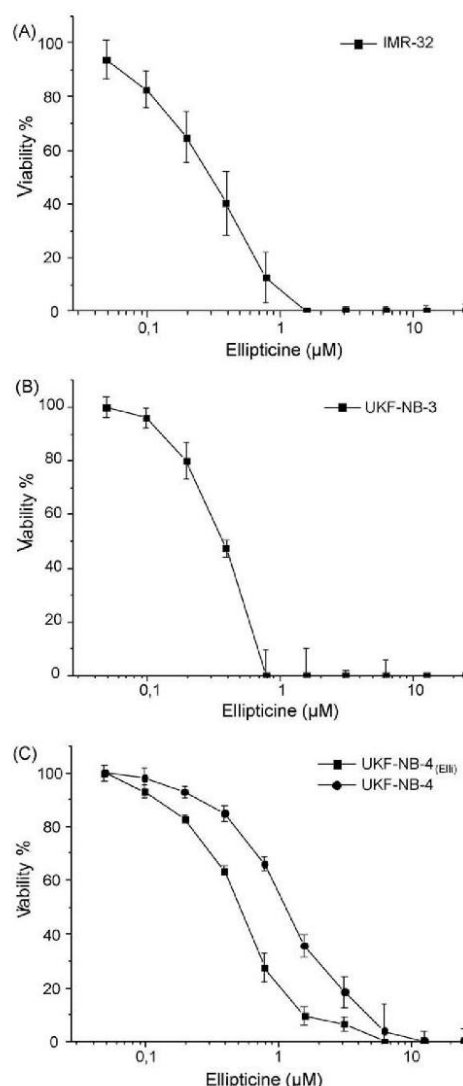 (A)
IMR-32
100
80
60
40
20
0
Viability %
0,1 1 10
Ellipticine (µM)
(B)
UKF-NB-3
100
80
60
40
20
0
Viability %
0,1 1 10
Ellipticine (µM)
(C)
UKF-NB-4(Elli)
UKF-NB-4
100
80
60
40
20
0
Viability %
0,1 1 10
Ellipticine (µM)